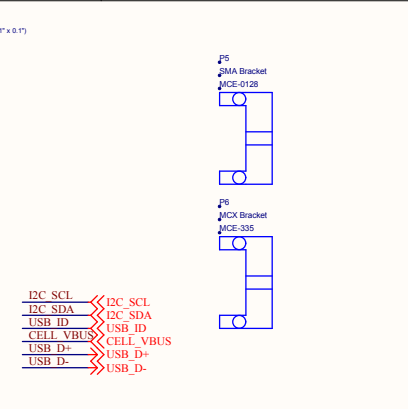 1" x 0.1")
P5
SMA Bracket
MCE-0128
P6
MCX Bracket
MCE-335
I2C_SCL I2C_SCL
I2C_SDA I2C_SDA
USB_ID USB_ID
CELL_VBUS CELL_VBUS
USB_D+ USB_D+
USB_D- USB_D-